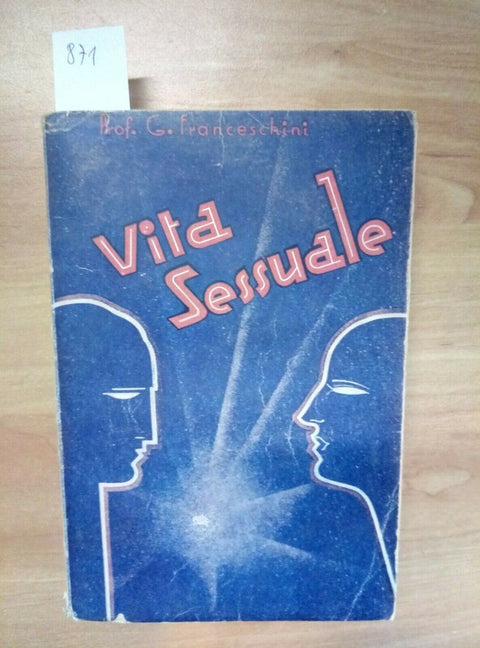 871
Prof. G. Franceschini
Vita
Sessuale